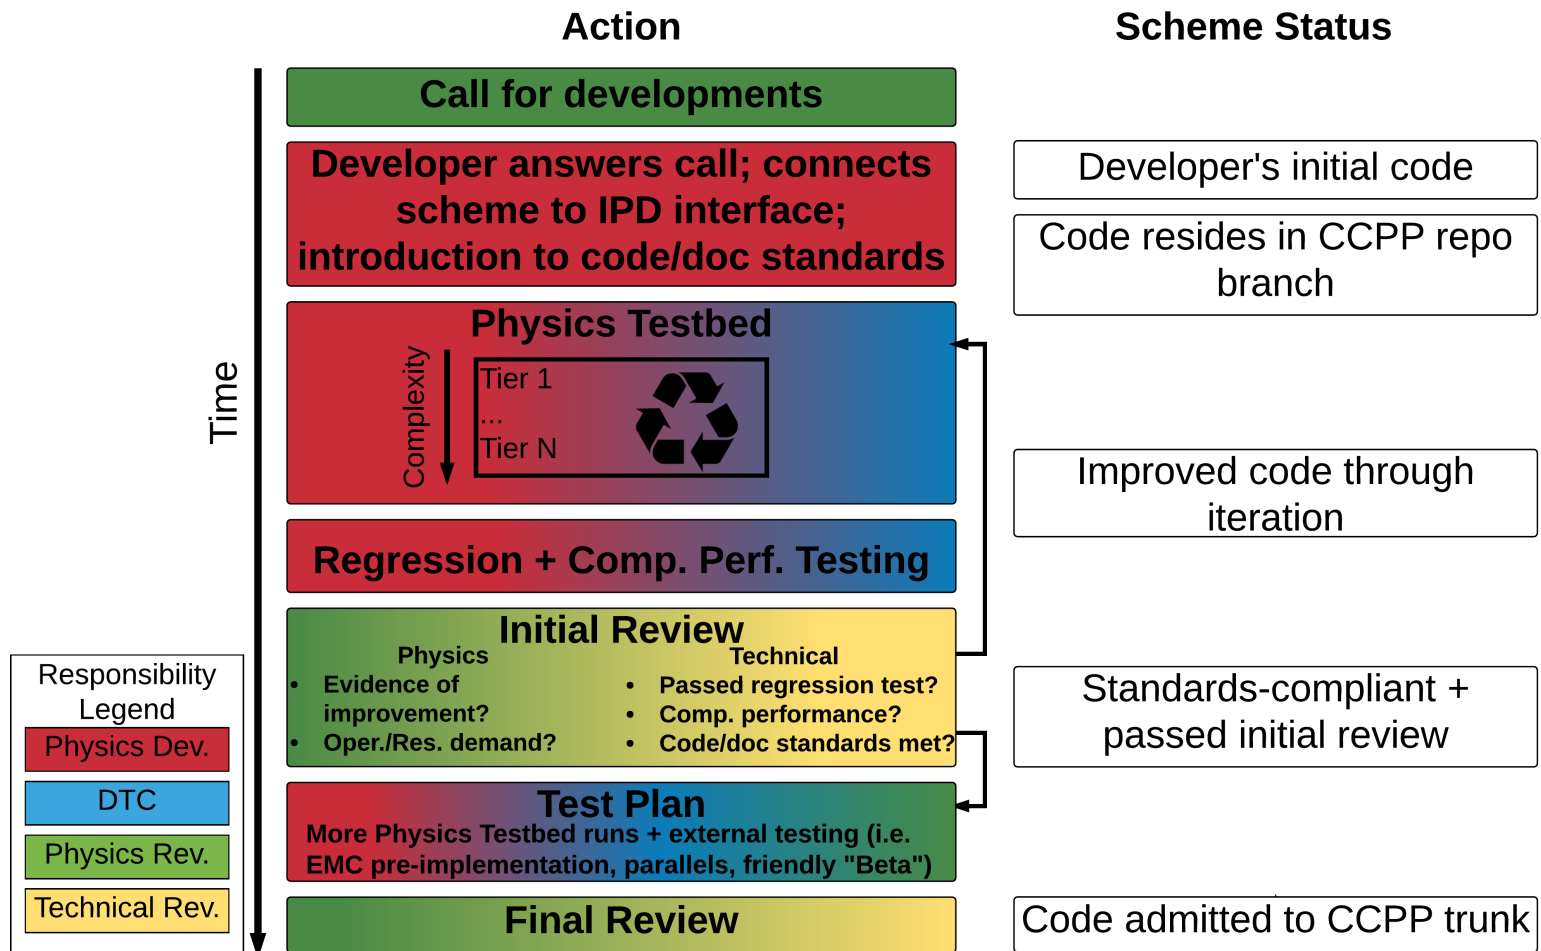 Action
Scheme Status
Call for developments
Developer answers call; connects
scheme to IPD interface;
introduction to code/doc standards
Developer's initial code
Code resides in CCPP repo
branch
Time
Physics Testbed
Complexity
Tier 1
...
Tier N
Improved code through
iteration
Regression + Comp. Perf. Testing
Initial Review
Physics
• Evidence of
improvement?
• Oper./Res. demand?
Technical
• Passed regression test?
• Comp. performance?
• Code/doc standards met?
Standards-compliant +
passed initial review
Test Plan
More Physics Testbed runs + external testing (i.e.
EMC pre-implementation, parallels, friendly "Beta")
Final Review
Code admitted to CCPP trunk
Responsibility
Legend
Physics Dev.
DTC
Physics Rev.
Technical Rev.